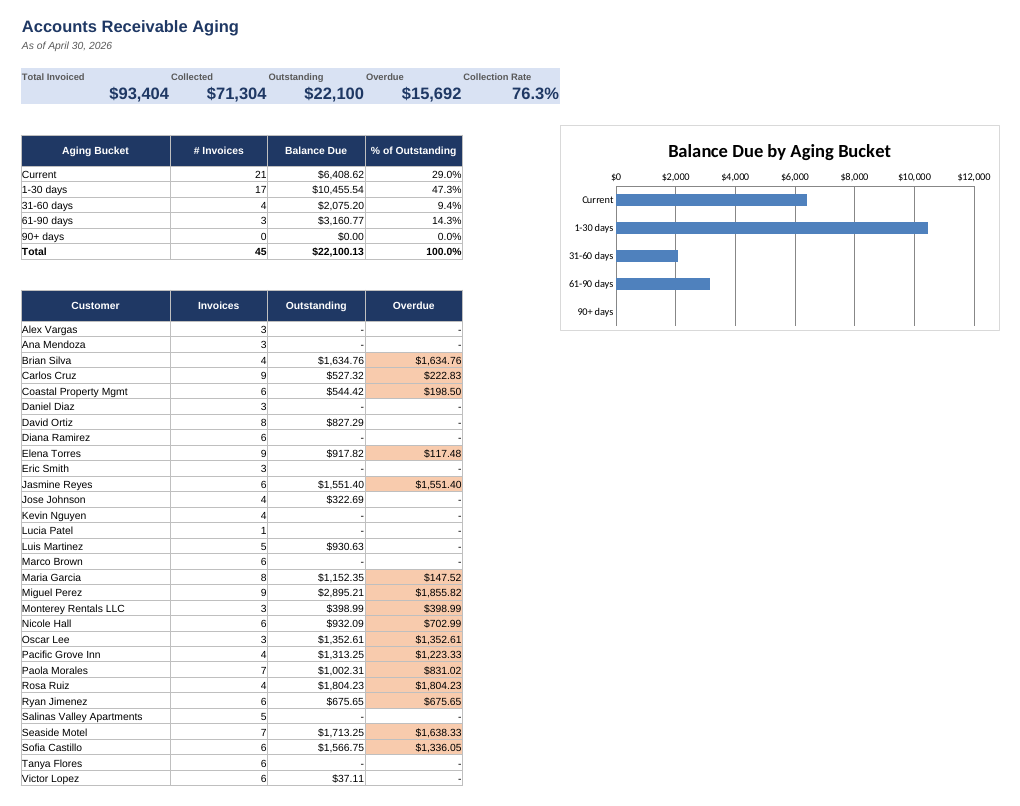 Accounts Receivable Aging
As of April 30, 2026
Total Invoiced Collected Outstanding Overdue Collection Rate
$93,404 $71,304 $22,100 $15,692 76.3%
Aging Bucket # Invoices Balance Due % of Outstanding
Current 21 $6,408.62 29.0%
1-30 days 17 $10,455.54 47.3%
31-60 days 4 $2,075.20 9.4%
61-90 days 3 $3,160.77 14.3%
90+ days 0 $0.00 0.0%
Total 45 $22,100.13 100.0%
Balance Due by Aging Bucket
$0 $2,000 $4,000 $6,000 $8,000 $10,000 $12,000
Current
1-30 days
31-60 days
61-90 days
90+ days
Customer Invoices Outstanding Overdue
Alex Vargas 3 - -
Ana Mendoza 3 - -
Brian Silva 4 $1,634.76 $1,634.76
Carlos Cruz 9 $527.32 $222.83
Coastal Property Mgmt 6 $544.42 $198.50
Daniel Diaz 3 - -
David Ortiz 8 $827.29 -
Diana Ramirez 6 - -
Elena Torres 9 $917.82 $117.48
Eric Smith 3 - -
Jasmine Reyes 6 $1,551.40 $1,551.40
Jose Johnson 4 $322.69 -
Kevin Nguyen 4 - -
Lucia Patel 1 - -
Luis Martinez 5 $930.63 -
Marco Brown 6 - -
Maria Garcia 8 $1,152.35 $147.52
Miguel Perez 9 $2,895.21 $1,855.82
Monterey Rentals LLC 3 $398.99 $398.99
Nicole Hall 6 $932.09 $702.99
Oscar Lee 3 $1,352.61 $1,352.61
Pacific Grove Inn 4 $1,313.25 $1,223.33
Paola Morales 7 $1,002.31 $831.02
Rosa Ruiz 4 $1,804.23 $1,804.23
Ryan Jimenez 6 $675.65 $675.65
Salinas Valley Apartments 5 - -
Seaside Motel 7 $1,713.25 $1,638.33
Sofia Castillo 6 $1,566.75 $1,336.05
Tanya Flores 6 - -
Victor Lopez 6 $37.11 -